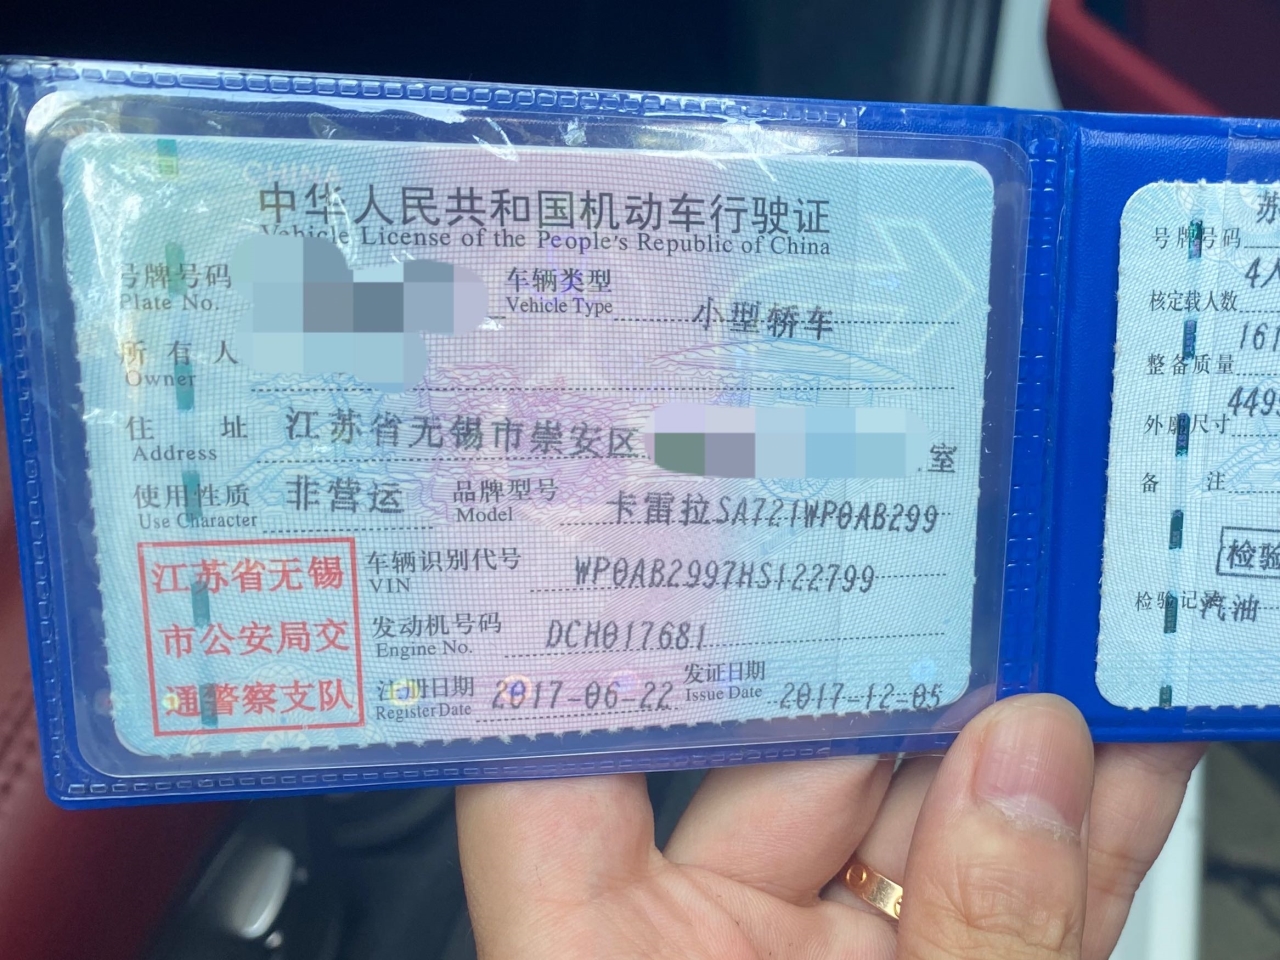 CHINA
中华人民共和国机动车行驶证
Vehicle License of the People's Republic of China
号牌号码
Plate No.
车辆类型
Vehicle Type
小型轿车
所有人
Owner
住址
Address
江苏省无锡市崇安区
室
使用性质
Use Character
非营运
品牌型号
Model
卡雷拉SA721WP0AB299
江苏省无锡
市公安局交
通警察支队
车辆识别代号
VIN
WP0AB2997HS122799
发动机号码
Engine No.
DCH017681
注册日期
Register Date
2017-06-22
发证日期
Issue Date
2017-12-05
苏
号牌号码
4人
核定载人数
161
整备质量
449
外廓尺寸
备注
检验
检验记录
汽油